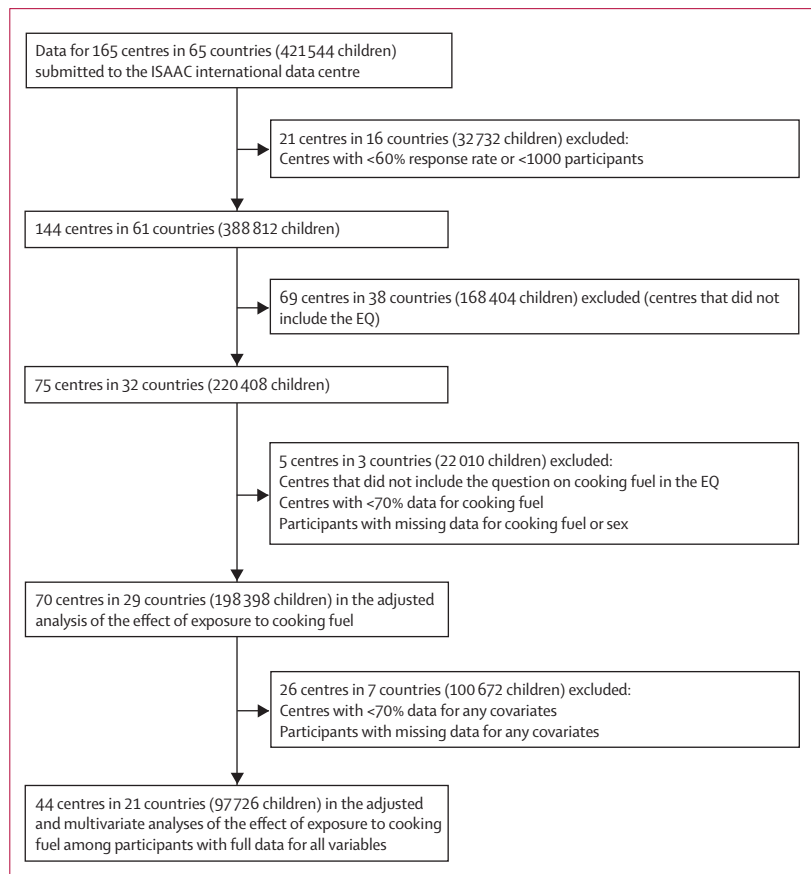 Data for 165 centres in 65 countries (421 544 children)
submitted to the ISAAC international data centre
21 centres in 16 countries (32 732 children) excluded:
Centres with <60% response rate or <1000 participants
144 centres in 61 countries (388 812 children)
69 centres in 38 countries (168 404 children) excluded (centres that did not
include the EQ)
75 centres in 32 countries (220 408 children)
5 centres in 3 countries (22 010 children) excluded:
Centres that did not include the question on cooking fuel in the EQ
Centres with <70% data for cooking fuel
Participants with missing data for cooking fuel or sex
70 centres in 29 countries (198 398 children) in the adjusted
analysis of the effect of exposure to cooking fuel
26 centres in 7 countries (100 672 children) excluded:
Centres with <70% data for any covariates
Participants with missing data for any covariates
44 centres in 21 countries (97 726 children) in the adjusted
and multivariate analyses of the effect of exposure to cooking
fuel among participants with full data for all variables